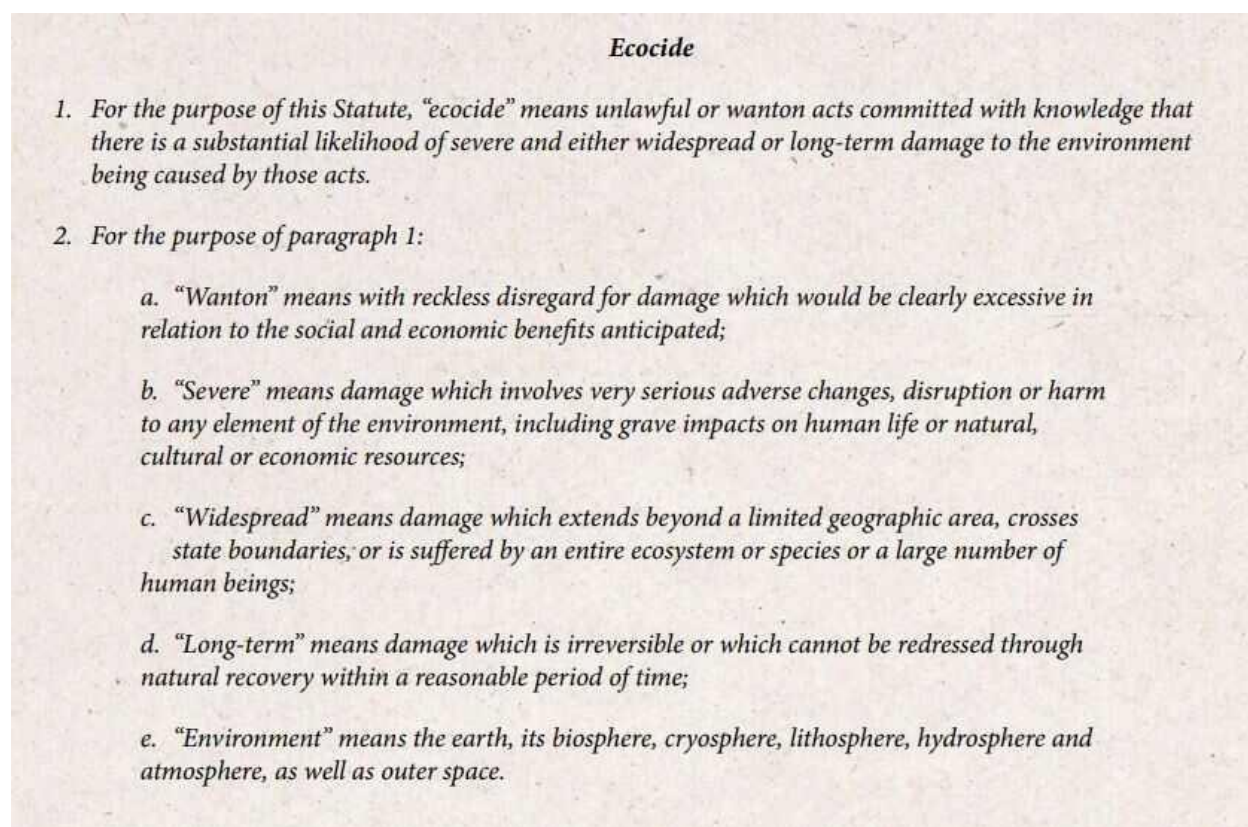 Ecocide
1. For the purpose of this Statute, “ecocide” means unlawful or wanton acts committed with knowledge that
there is a substantial likelihood of severe and either widespread or long-term damage to the environment
being caused by those acts.
2. For the purpose of paragraph 1:
a. “Wanton” means with reckless disregard for damage which would be clearly excessive in
relation to the social and economic benefits anticipated;
b. “Severe” means damage which involves very serious adverse changes, disruption or harm
to any element of the environment, including grave impacts on human life or natural,
cultural or economic resources;
c. “Widespread” means damage which extends beyond a limited geographic area, crosses
state boundaries, or is suffered by an entire ecosystem or species or a large number of
human beings;
d. “Long-term” means damage which is irreversible or which cannot be redressed through
natural recovery within a reasonable period of time;
e. “Environment” means the earth, its biosphere, cryosphere, lithosphere, hydrosphere and
atmosphere, as well as outer space.